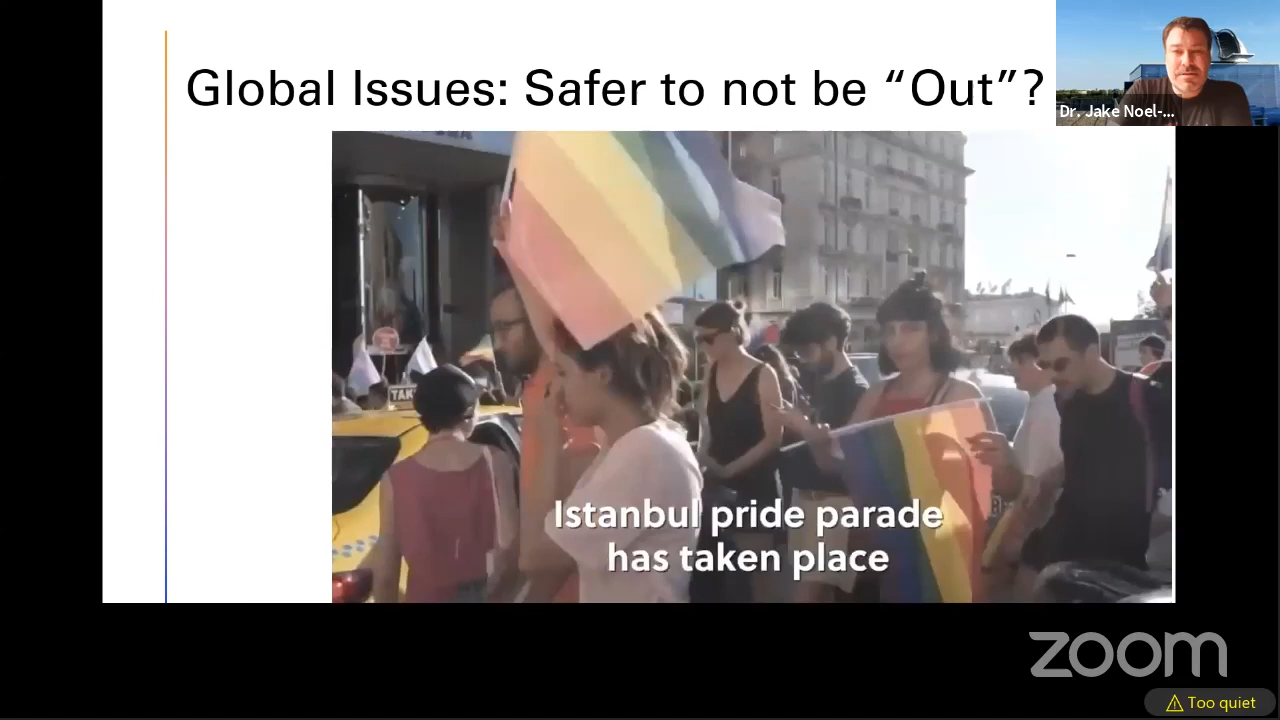 Global Issues: Safer to not be “Out”?
Dr. Jake Noel-...
TAK
Istanbul pride parade
has taken place
zoom
Too quiet